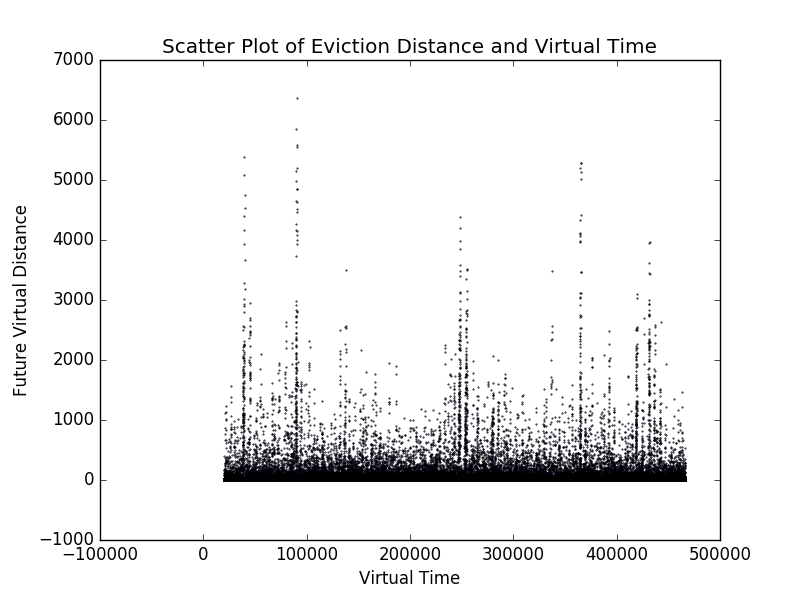 Scatter Plot of Eviction Distance and Virtual Time
7000
6000
5000
4000
3000
2000
1000
0
−1000
Future Virtual Distance
−100000 0 100000 200000 300000 400000 500000
Virtual Time